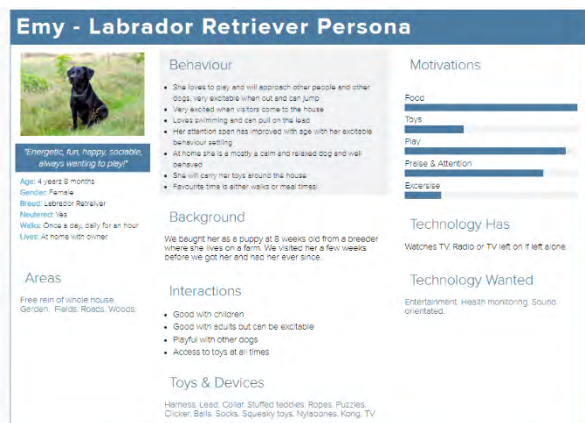 Emy - Labrador Retriever Persona
"Energetic, fun, happy, sociable,
always wanting to play!"
Age: 4 years 8 months
Gender: Female
Breed: Labrador Retreiver
Neutered: Yes
Walks: Once a day, daily for an hour
Lives: At home with owner
Areas
Free rein of whole house.
Garden. Fields. Roads. Woods.
Behaviour
She loves to play and will approach other people and other
dogs, very excitable when out and can jump
Very excited when visitors come to the house
Loves swimming and can pull on the lead
Her attention span has improved with age with her excitable
behaviour settling
At home she is a mostly a calm and relaxed dog and well
behaved
She will carry her toys around the house
Favourite time is either walks or meal times!
Background
We baught her as a puppy at 8 weeks old from a breeder
where she lives on a farm. We visited her a few weeks
before we got her and had her ever since.
Interactions
Good with children
Good with adults but can be excitable
Playful with other dogs
Access to toys at all times
Toys & Devices
Harness. Lead. Collar. Stuffed teddies. Ropes. Puzzles.
Clicker. Balls. Socks. Squeaky toys. Nylabones. Kong. TV
Motivations
Food
Toys
Play
Praise & Attention
Excersise
Technology Has
Watches TV. Radio or TV left on if left alone.
Technology Wanted
Entertainment. Health monitoring. Sound
orientated.